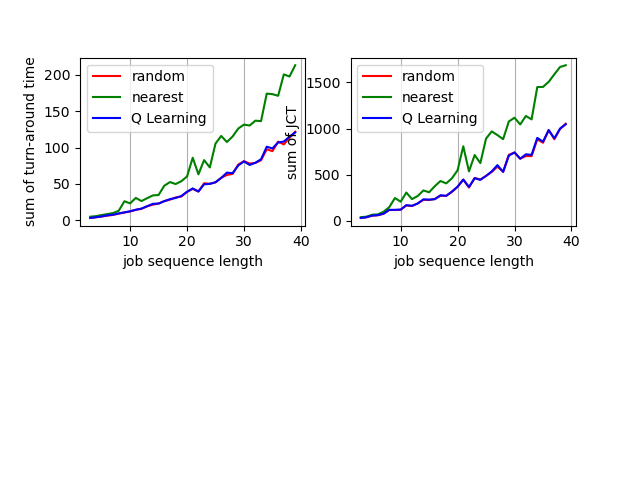 sum of turn-around time
200
150
100
50
0
random
nearest
Q Learning
10
20
30
40
job sequence length
sum of JCT
1500
1000
500
0
random
nearest
Q Learning
10
20
30
40
job sequence length